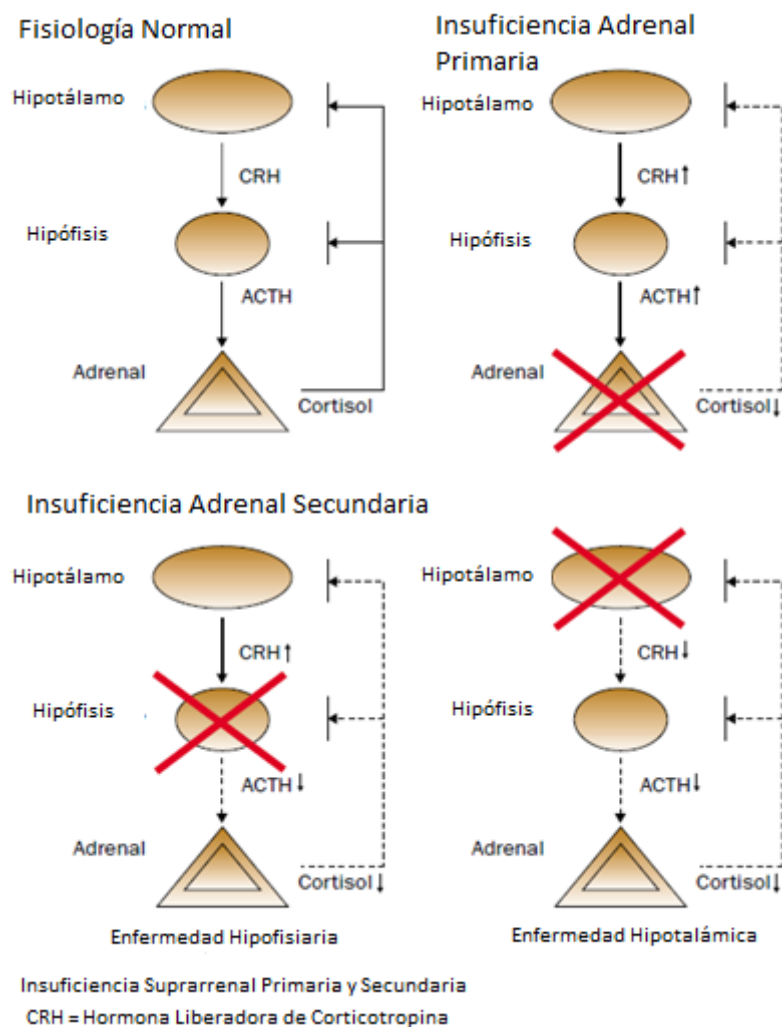 Fisiología Normal
Hipotálamo
CRH
Hipófisis
ACTH
Adrenal
Cortisol
Insuficiencia Adrenal
Primaria
Hipotálamo
CRH↑
Hipófisis
ACTH↑
Adrenal
Cortisol↓
Insuficiencia Adrenal Secundaria
Hipotálamo
CRH↑
Hipófisis
ACTH↓
Adrenal
Cortisol↓
Enfermedad Hipofisiaria
Hipotálamo
CRH↓
Hipófisis
ACTH↓
Adrenal
Cortisol↓
Enfermedad Hipotalámica
Insuficiencia Suprarrenal Primaria y Secundaria
CRH = Hormona Liberadora de Corticotropina